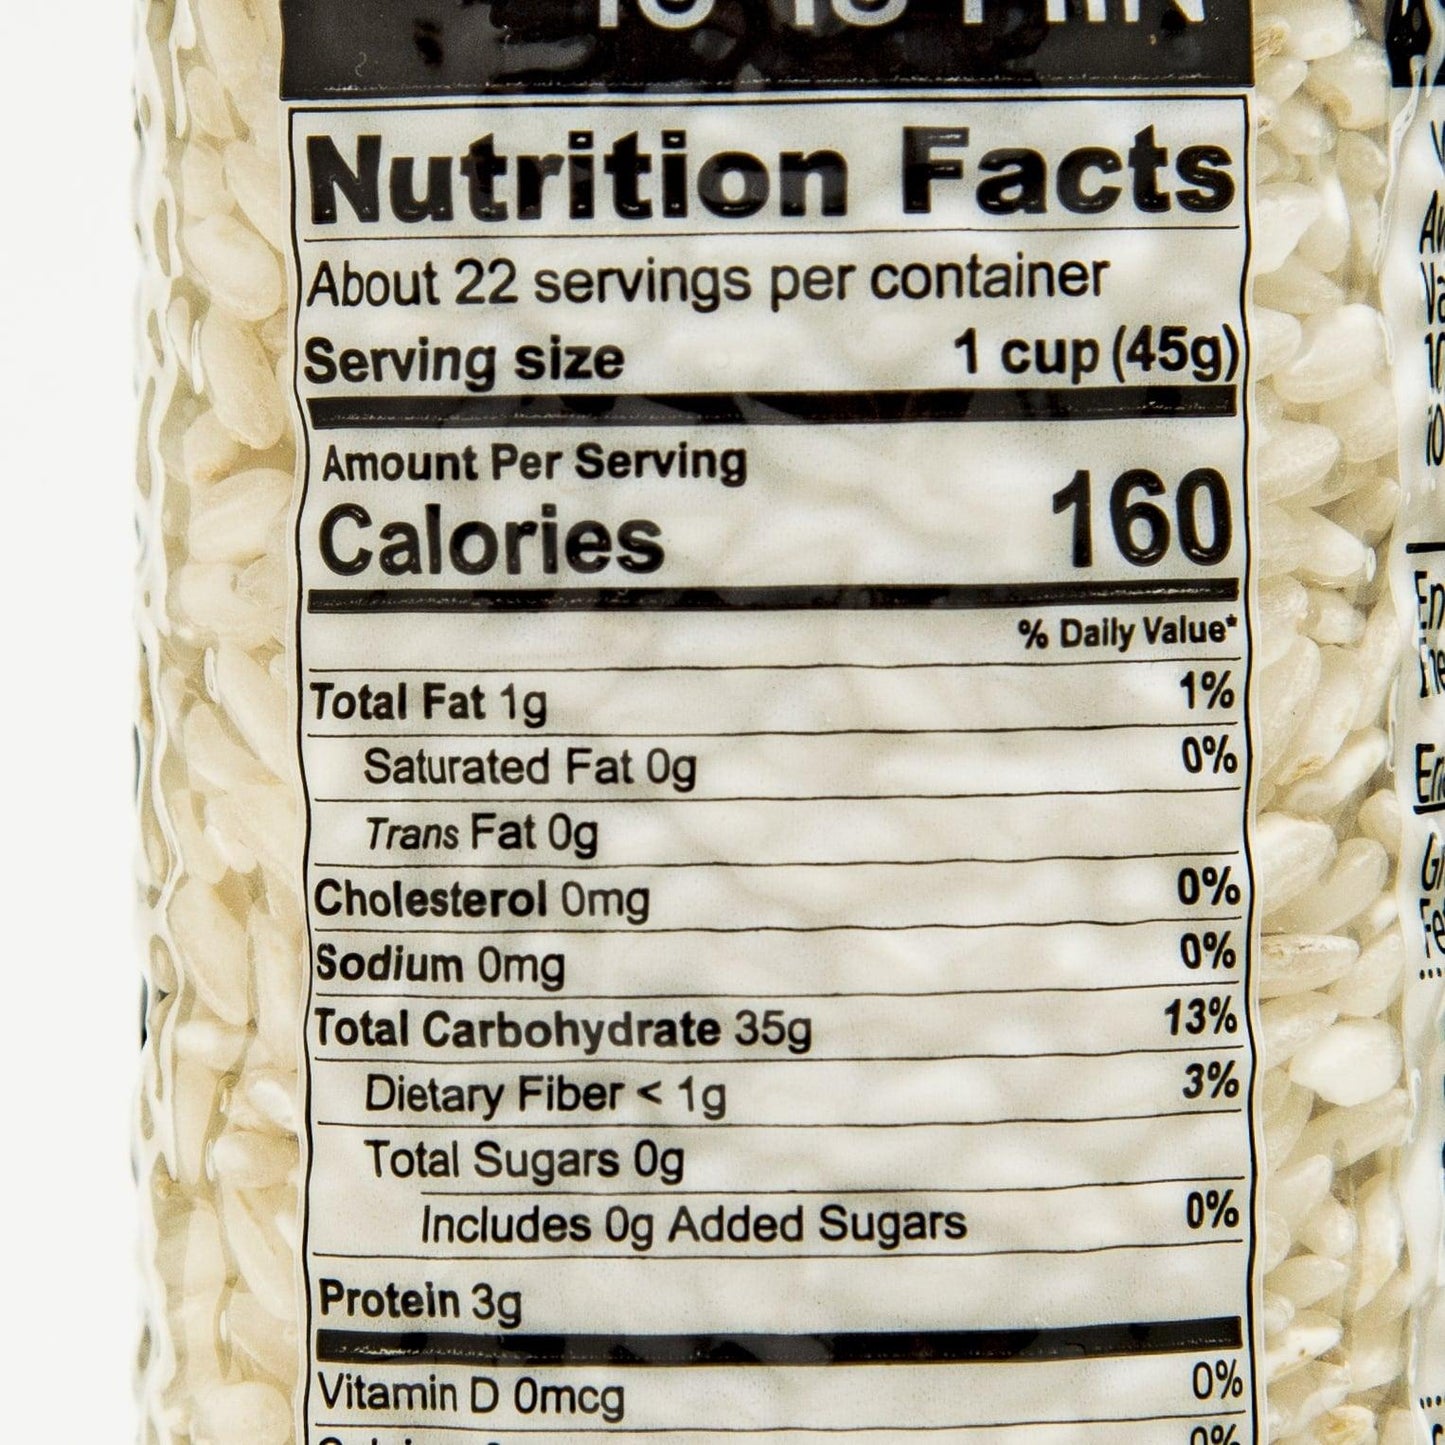 Nutrition Facts
About 22 servings per container
Serving size 1 cup (45g)
Amount Per Serving
Calories 160
% Daily Value*
Total Fat 1g 1%
Saturated Fat 0g 0%
Trans Fat 0g
Cholesterol 0mg 0%
Sodium 0mg 0%
Total Carbohydrate 35g 13%
Dietary Fiber < 1g 3%
Total Sugars 0g
Includes 0g Added Sugars 0%
Protein 3g
Vitamin D 0mcg 0%
0%